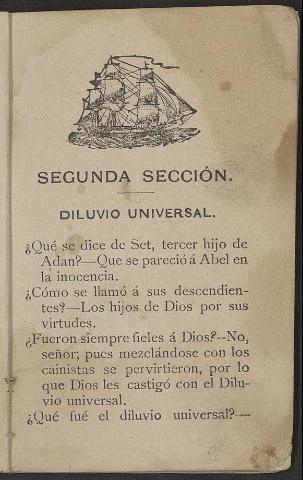 SEGUNDA SECCIÓN.
DILUVIO UNIVERSAL.
¿Qué se dice de Set, tercer hijo de
Adan?—Que se pareció á Abel en
la inocencia.
¿Cómo se llamó á sus descendien-
tes?—Los hijos de Dios por sus
virtudes.
¿Fueron siempre fieles á Dios?--No,
señor; pues mezclándose con los
cainistas se pervirtieron, por lo
que Dios les castigó con el Dilu-
vio universal.
¿Qué fué el diluvio universal?—